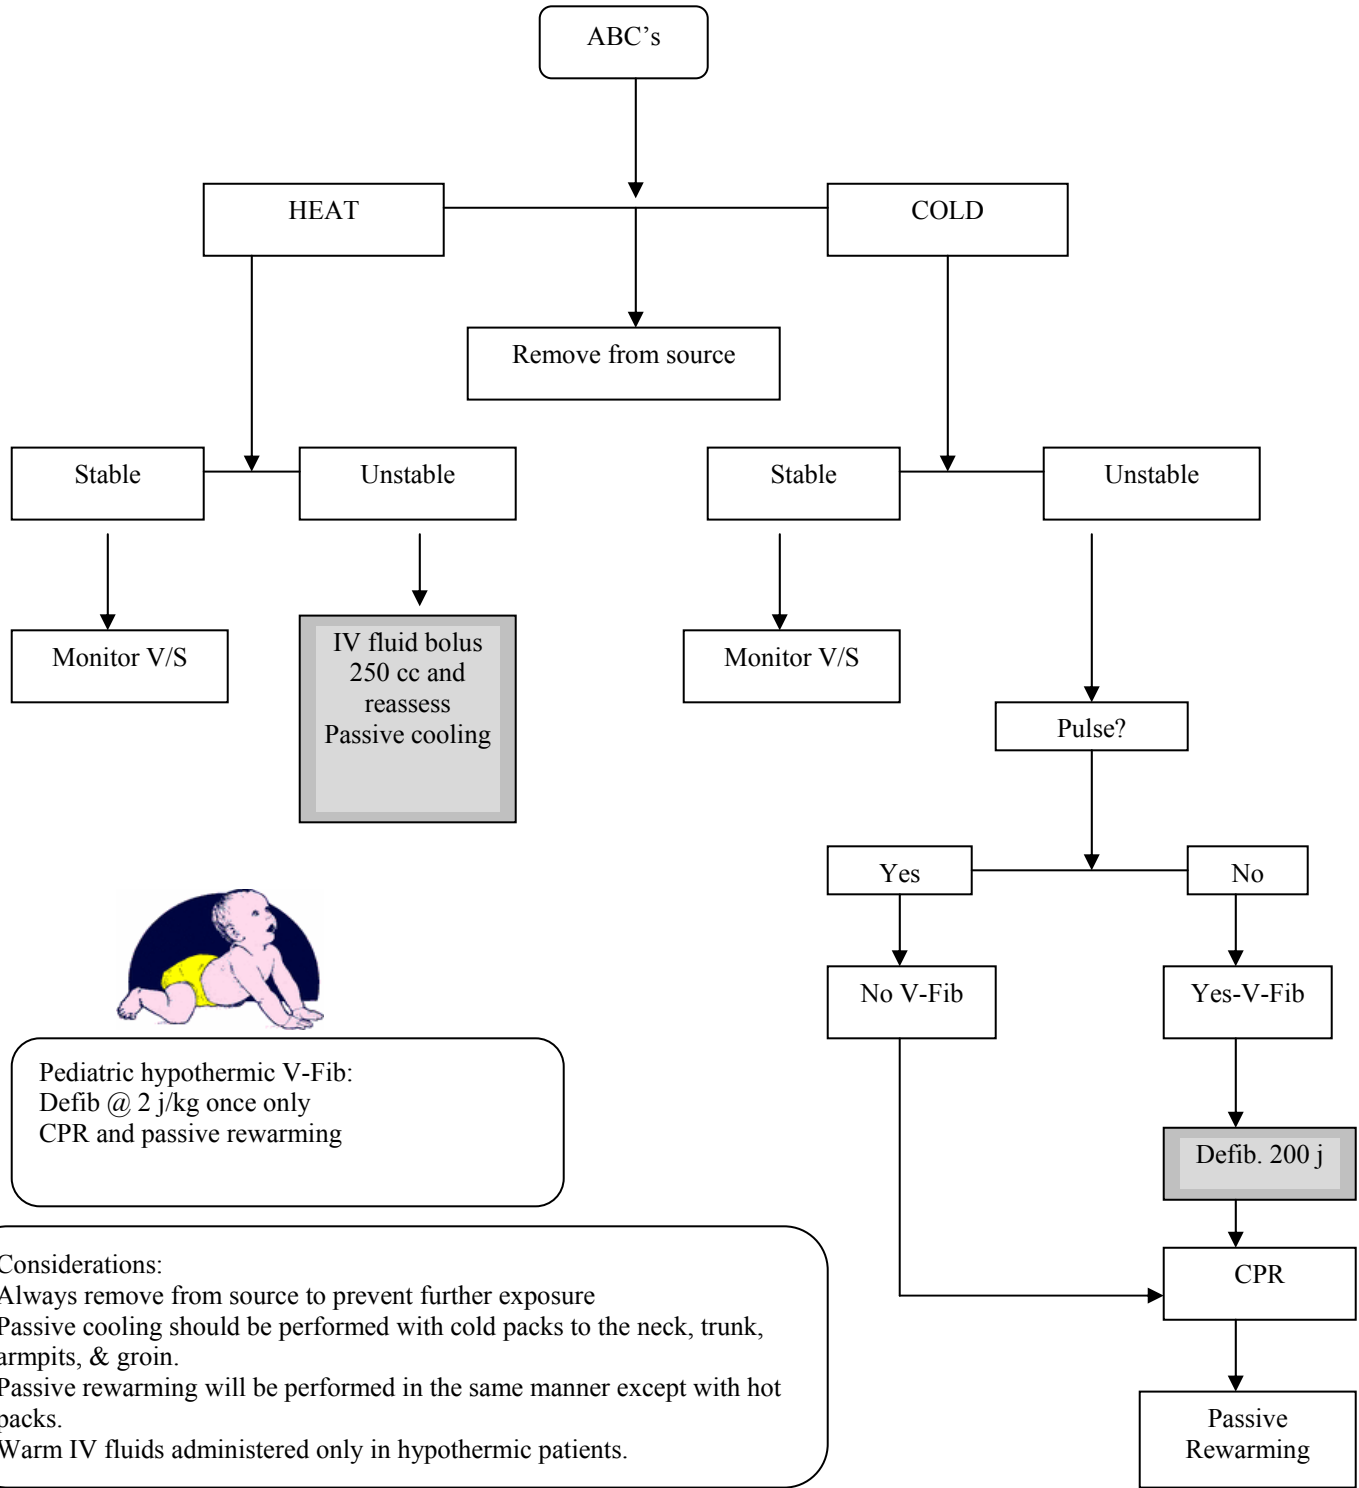 ABC’s
HEAT
COLD
Remove from source
Stable
Unstable
Stable
Unstable
Monitor V/S
IV fluid bolus
250 cc and
reassess
Passive cooling
Monitor V/S
Pulse?
Yes
No
No V-Fib
Yes-V-Fib
Pediatric hypothermic V-Fib:
Defib @ 2 j/kg once only
CPR and passive rewarming
Defib. 200 j
CPR
Passive
Rewarming
Considerations:
Always remove from source to prevent further exposure
Passive cooling should be performed with cold packs to the neck, trunk,
armpits, & groin.
Passive rewarming will be performed in the same manner except with hot
packs.
Warm IV fluids administered only in hypothermic patients.